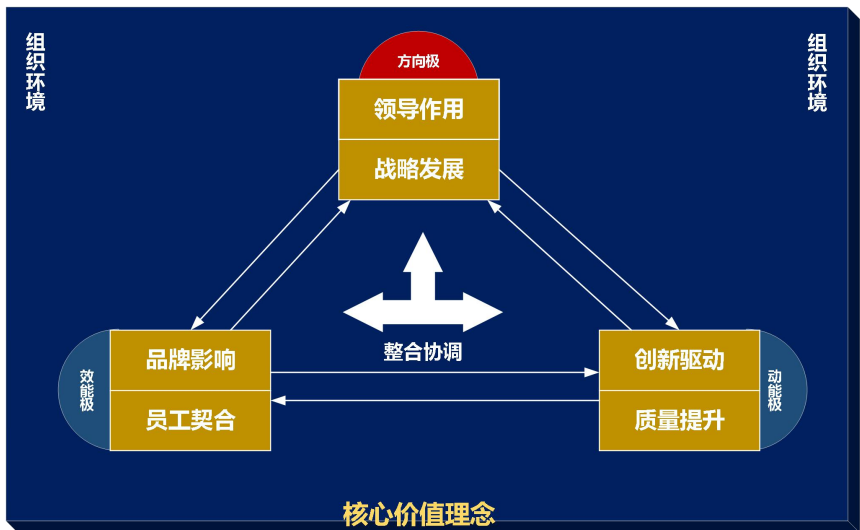 组织环境
组织环境
方向极
领导作用
战略发展
整合协调
效能极
品牌影响
员工契合
创新驱动
质量提升
动能极
核心价值理念